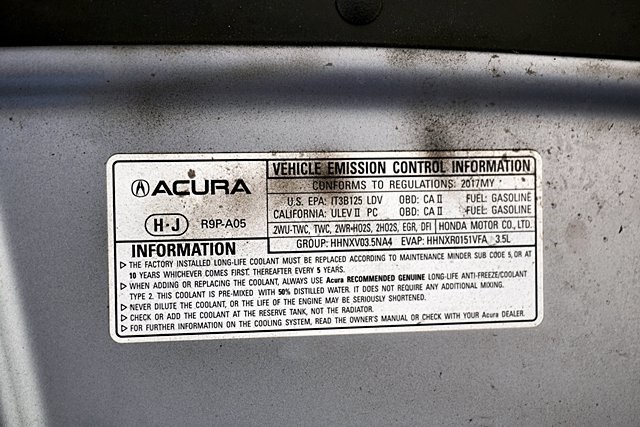 ACURA
H·J R9P-A05
VEHICLE EMISSION CONTROL INFORMATION
CONFORMS TO REGULATIONS: 2017MY
U.S. EPA: IT3B125 LDV OBD: CA II FUEL: GASOLINE
CALIFORNIA: ULEV II PC OBD: CA II FUEL: GASOLINE
2WU-TWC, TWC, 2WR-HO2S, 2HO2S, EGR, DFI HONDA MOTOR CO., LTD.
GROUP: HHNXV03.5NA4 EVAP: HHNXR0151VFA 3.5L
INFORMATION
▷ THE FACTORY INSTALLED LONG-LIFE COOLANT MUST BE REPLACED ACCORDING TO MAINTENANCE MINDER SUB CODE 5, OR AT
10 YEARS WHICHEVER COMES FIRST. THEREAFTER EVERY 5 YEARS.
▷ WHEN ADDING OR REPLACING THE COOLANT, ALWAYS USE Acura RECOMMENDED GENUINE LONG-LIFE ANTI-FREEZE/COOLANT
TYPE 2. THIS COOLANT IS PRE-MIXED WITH 50% DISTILLED WATER. IT DOES NOT REQUIRE ANY ADDITIONAL MIXING.
▷ NEVER DILUTE THE COOLANT, OR THE LIFE OF THE ENGINE MAY BE SERIOUSLY SHORTENED.
▷ CHECK OR ADD THE COOLANT AT THE RESERVE TANK, NOT THE RADIATOR.
▷ FOR FURTHER INFORMATION ON THE COOLING SYSTEM, READ THE OWNER'S MANUAL OR CHECK WITH YOUR Acura DEALER.